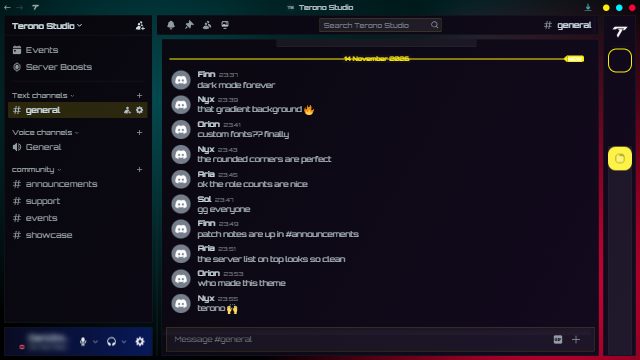 Terono Studio
Terono Studio
Search Terono Studio
# general
Events
Server Boosts
Text channels
# general
Voice channels
General
community
# announcements
# support
# events
# showcase
14 November 2025
Finn 23:37
dark mode forever
Nyx 23:39
that gradient background 🔥
Orion 23:41
custom fonts?? finally
Nyx 23:43
the rounded corners are perfect
Aria 23:45
ok the role counts are nice
Sol 23:47
gg everyone
Finn 23:49
patch notes are up in #announcements
Aria 23:51
the server list on top looks so clean
Orion 23:53
who made this theme
Nyx 23:55
terono 🙌
Message #general
GIF